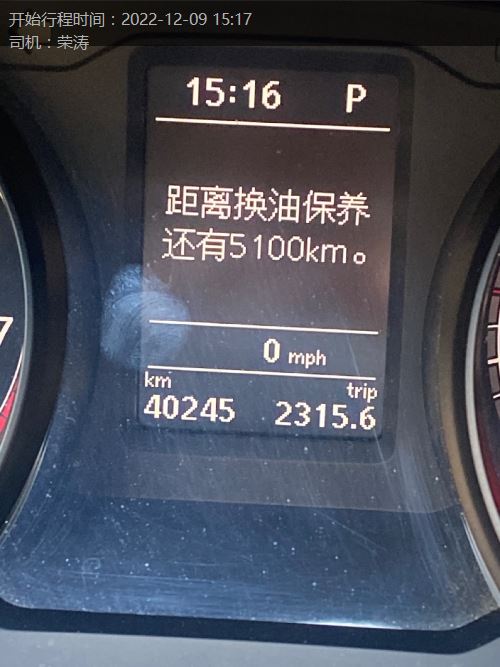 开始行程时间：2022-12-09 15:17
司机：荣涛
15:16 P
距离换油保养
还有5100km。
0 mph
km trip
40245 2315.6
7